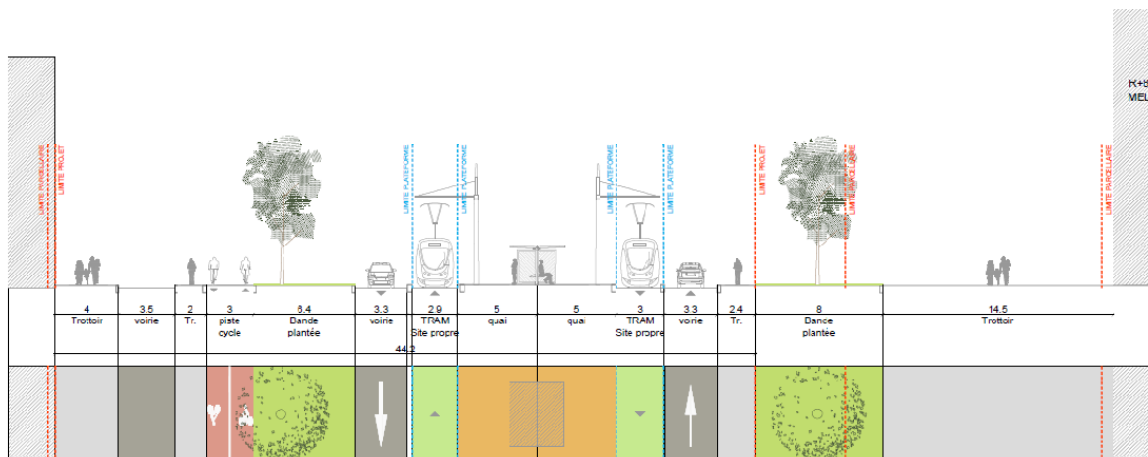 R+8
MEL
LIMITE PARCELLAIRE
LIMITE PROJET
LIMITE PLATEFORME
LIMITE PLATEFORME
LIMITE PLATEFORME
LIMITE PLATEFORME
LIMITE PROJET
LIMITE PARCELLAIRE
LIMITE PARCELLAIRE
4 3.5 2 3 6.4 3.3 2.9 5 5 3 3.3 2.4 8 14.5
Trottoir voirie Tr. piste Dande voirie TRAM quai quai TRAM voirie Tr. Dance Trottoir
cycle plantée Site propre Site propre plantée
44.2